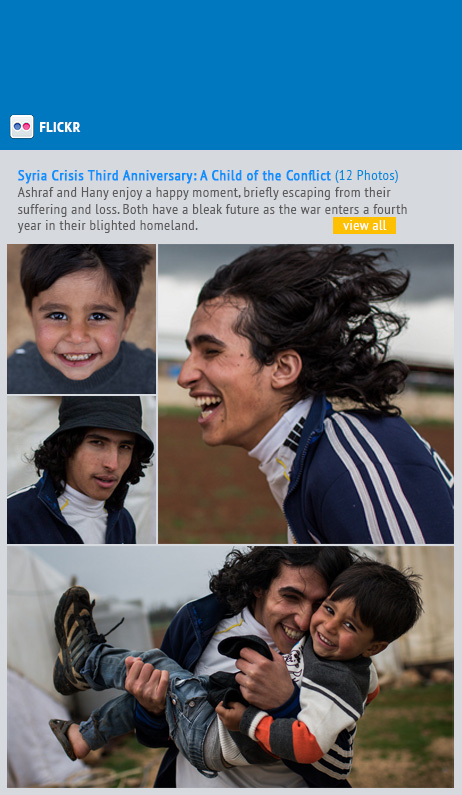 FLICKR
Syria Crisis Third Anniversary: A Child of the Conflict (12 Photos)
Ashraf and Hany enjoy a happy moment, briefly escaping from their
suffering and loss. Both have a bleak future as the war enters a fourth
year in their blighted homeland.
view all